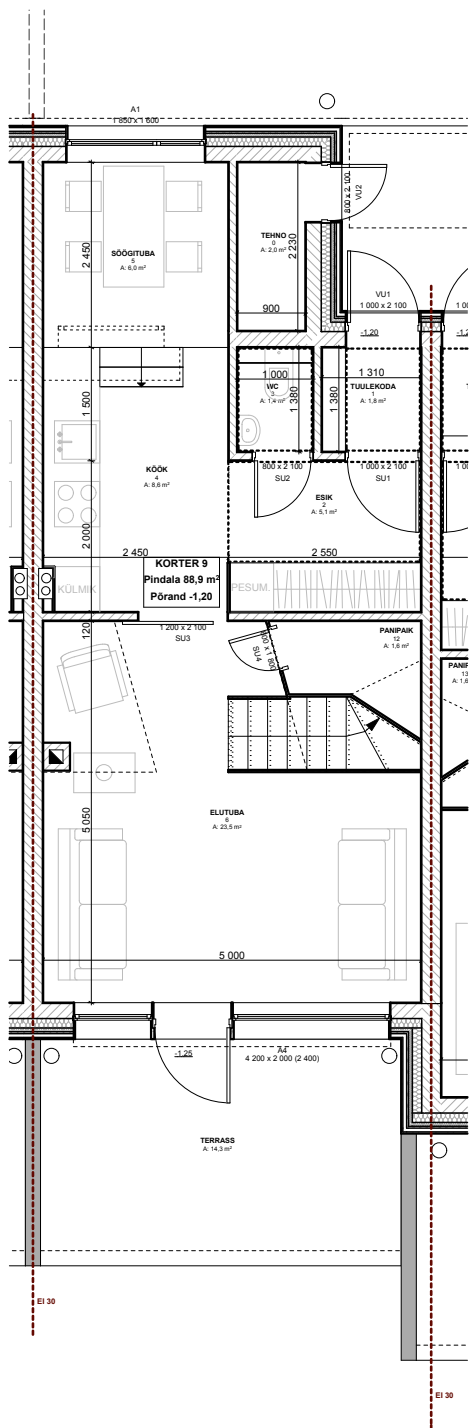 A1
1 850 x 1 600
SÖÖGITUBA
5
A: 6,0 m²
2 450
TEHNO
0
A: 2,0 m²
2 230
900
800 x 2 100
VU2
VU1
1 000 x 2 100
-1,20
1 000
WC
3
A: 1,4 m²
1 380
1 380
1 310
TUULEKODA
1
A: 1,8 m²
1 500
KÖÖK
4
A: 8,6 m²
800 x 2 100
SU2
1 000 x 2 100
SU1
ESIK
2
A: 5,1 m²
2 000
2 450
2 550
KORTER 9
Pindala 88,9 m²
Põrand -1,20
KÜLMIK
PESUM.
120
1 200 x 2 100
SU3
SU4
PANIPAIK
12
A: 1,6 m²
ELUTUBA
6
A: 23,5 m²
5 050
5 000
-1,25
A4
4 200 x 2 000 (2 400)
TERRASS
A: 14,3 m²
EI 30
EI 30